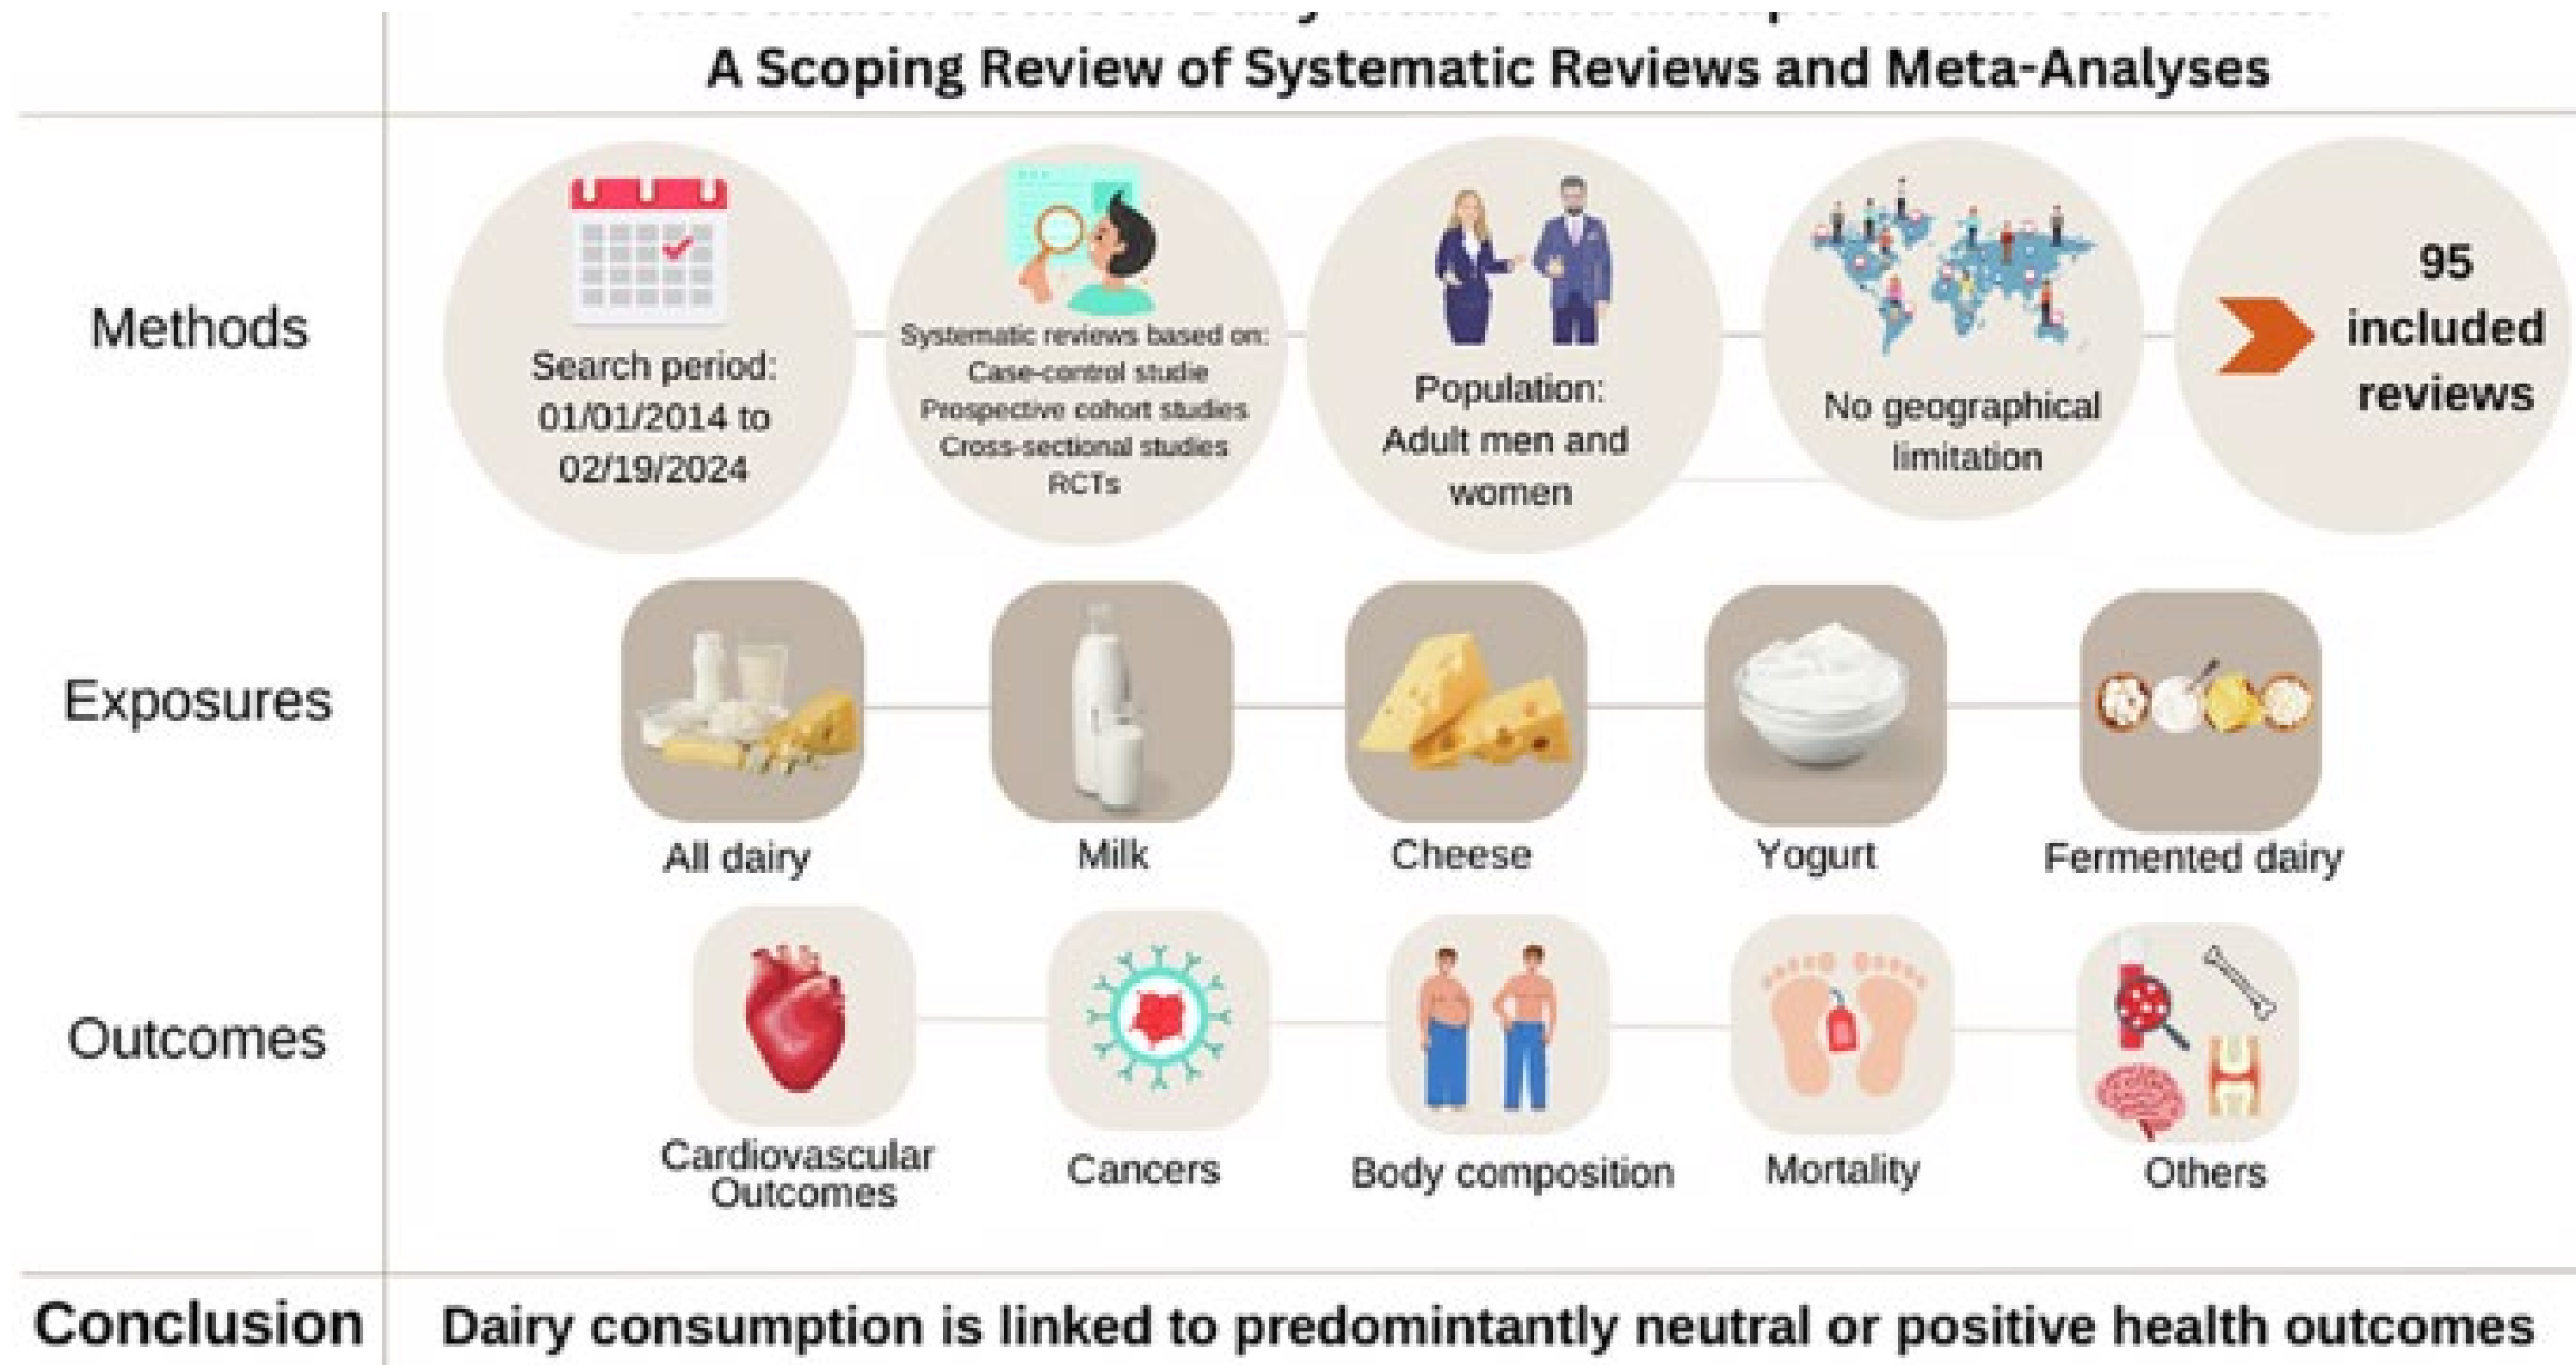 A Scoping Review of Systematic Reviews and Meta-Analyses
Methods
Search period:
01/01/2014 to
02/19/2024
Systematic reviews based on:
Case-control studie
Prospective cohort studies
Cross-sectional studies
RCTs
Population:
Adult men and
women
No geographical
limitation
95
included
reviews
Exposures
All dairy
Milk
Cheese
Yogurt
Fermented dairy
Outcomes
Cardiovascular
Outcomes
Cancers
Body composition
Mortality
Others
Conclusion
Dairy consumption is linked to predomintantly neutral or positive health outcomes